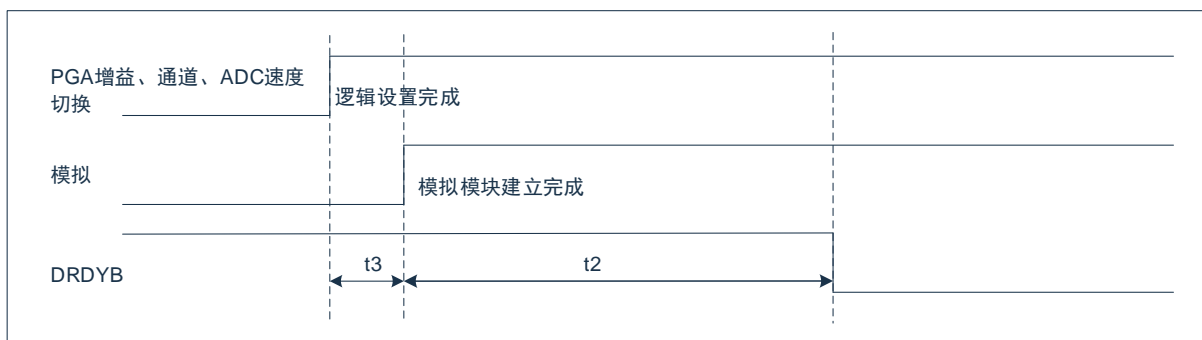 PGA增益、通道、ADC速度
切换
逻辑设置完成
模拟
模拟模块建立完成
DRDYB
t3
t2